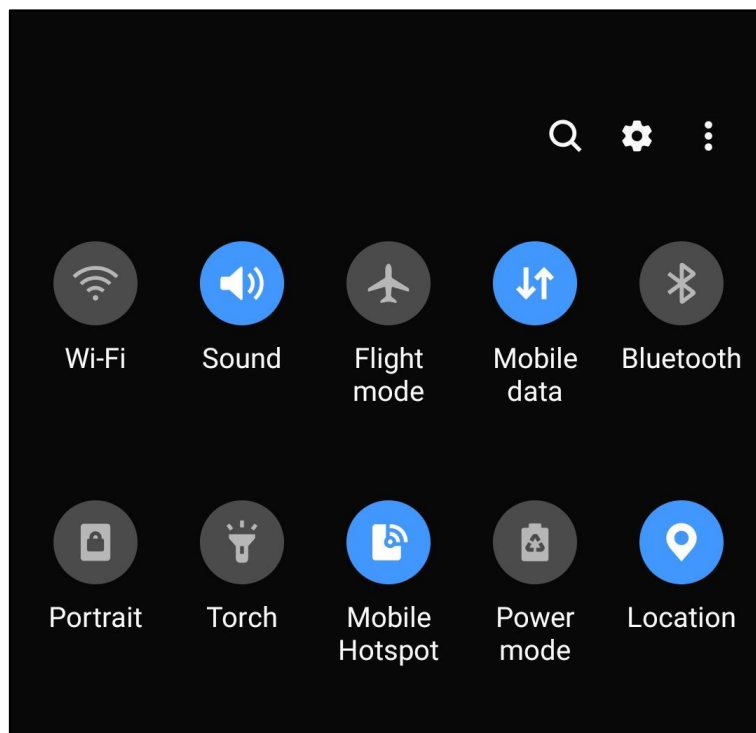 Wi-Fi
Sound
Flight
mode
Mobile
data
Bluetooth
Portrait
Torch
Mobile
Hotspot
Power
mode
Location